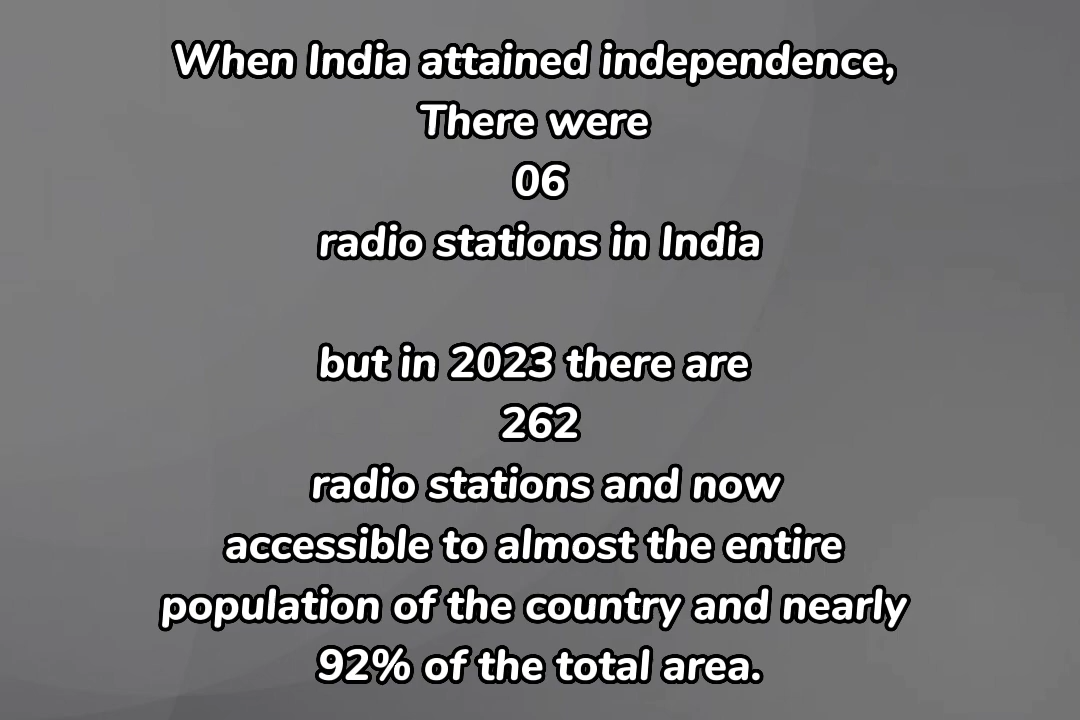 When India attained independence,
There were
06
radio stations in India
but in 2023 there are
262
radio stations and now
accessible to almost the entire
population of the country and nearly
92% of the total area.